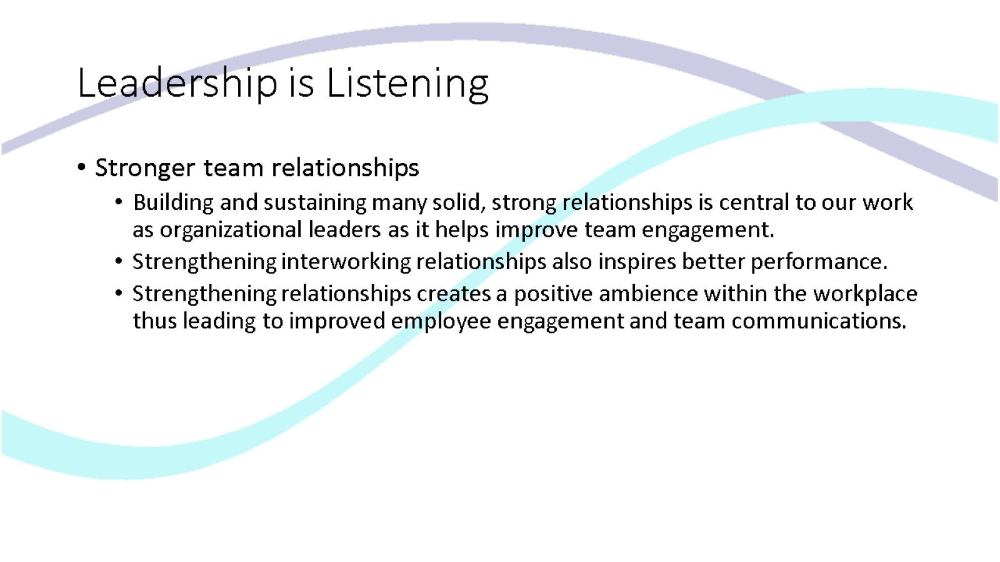 Leadership is Listening
• Stronger team relationships
• Building and sustaining many solid, strong relationships is central to our work
as organizational leaders as it helps improve team engagement.
• Strengthening interworking relationships also inspires better performance.
• Strengthening relationships creates a positive ambience within the workplace
thus leading to improved employee engagement and team communications.